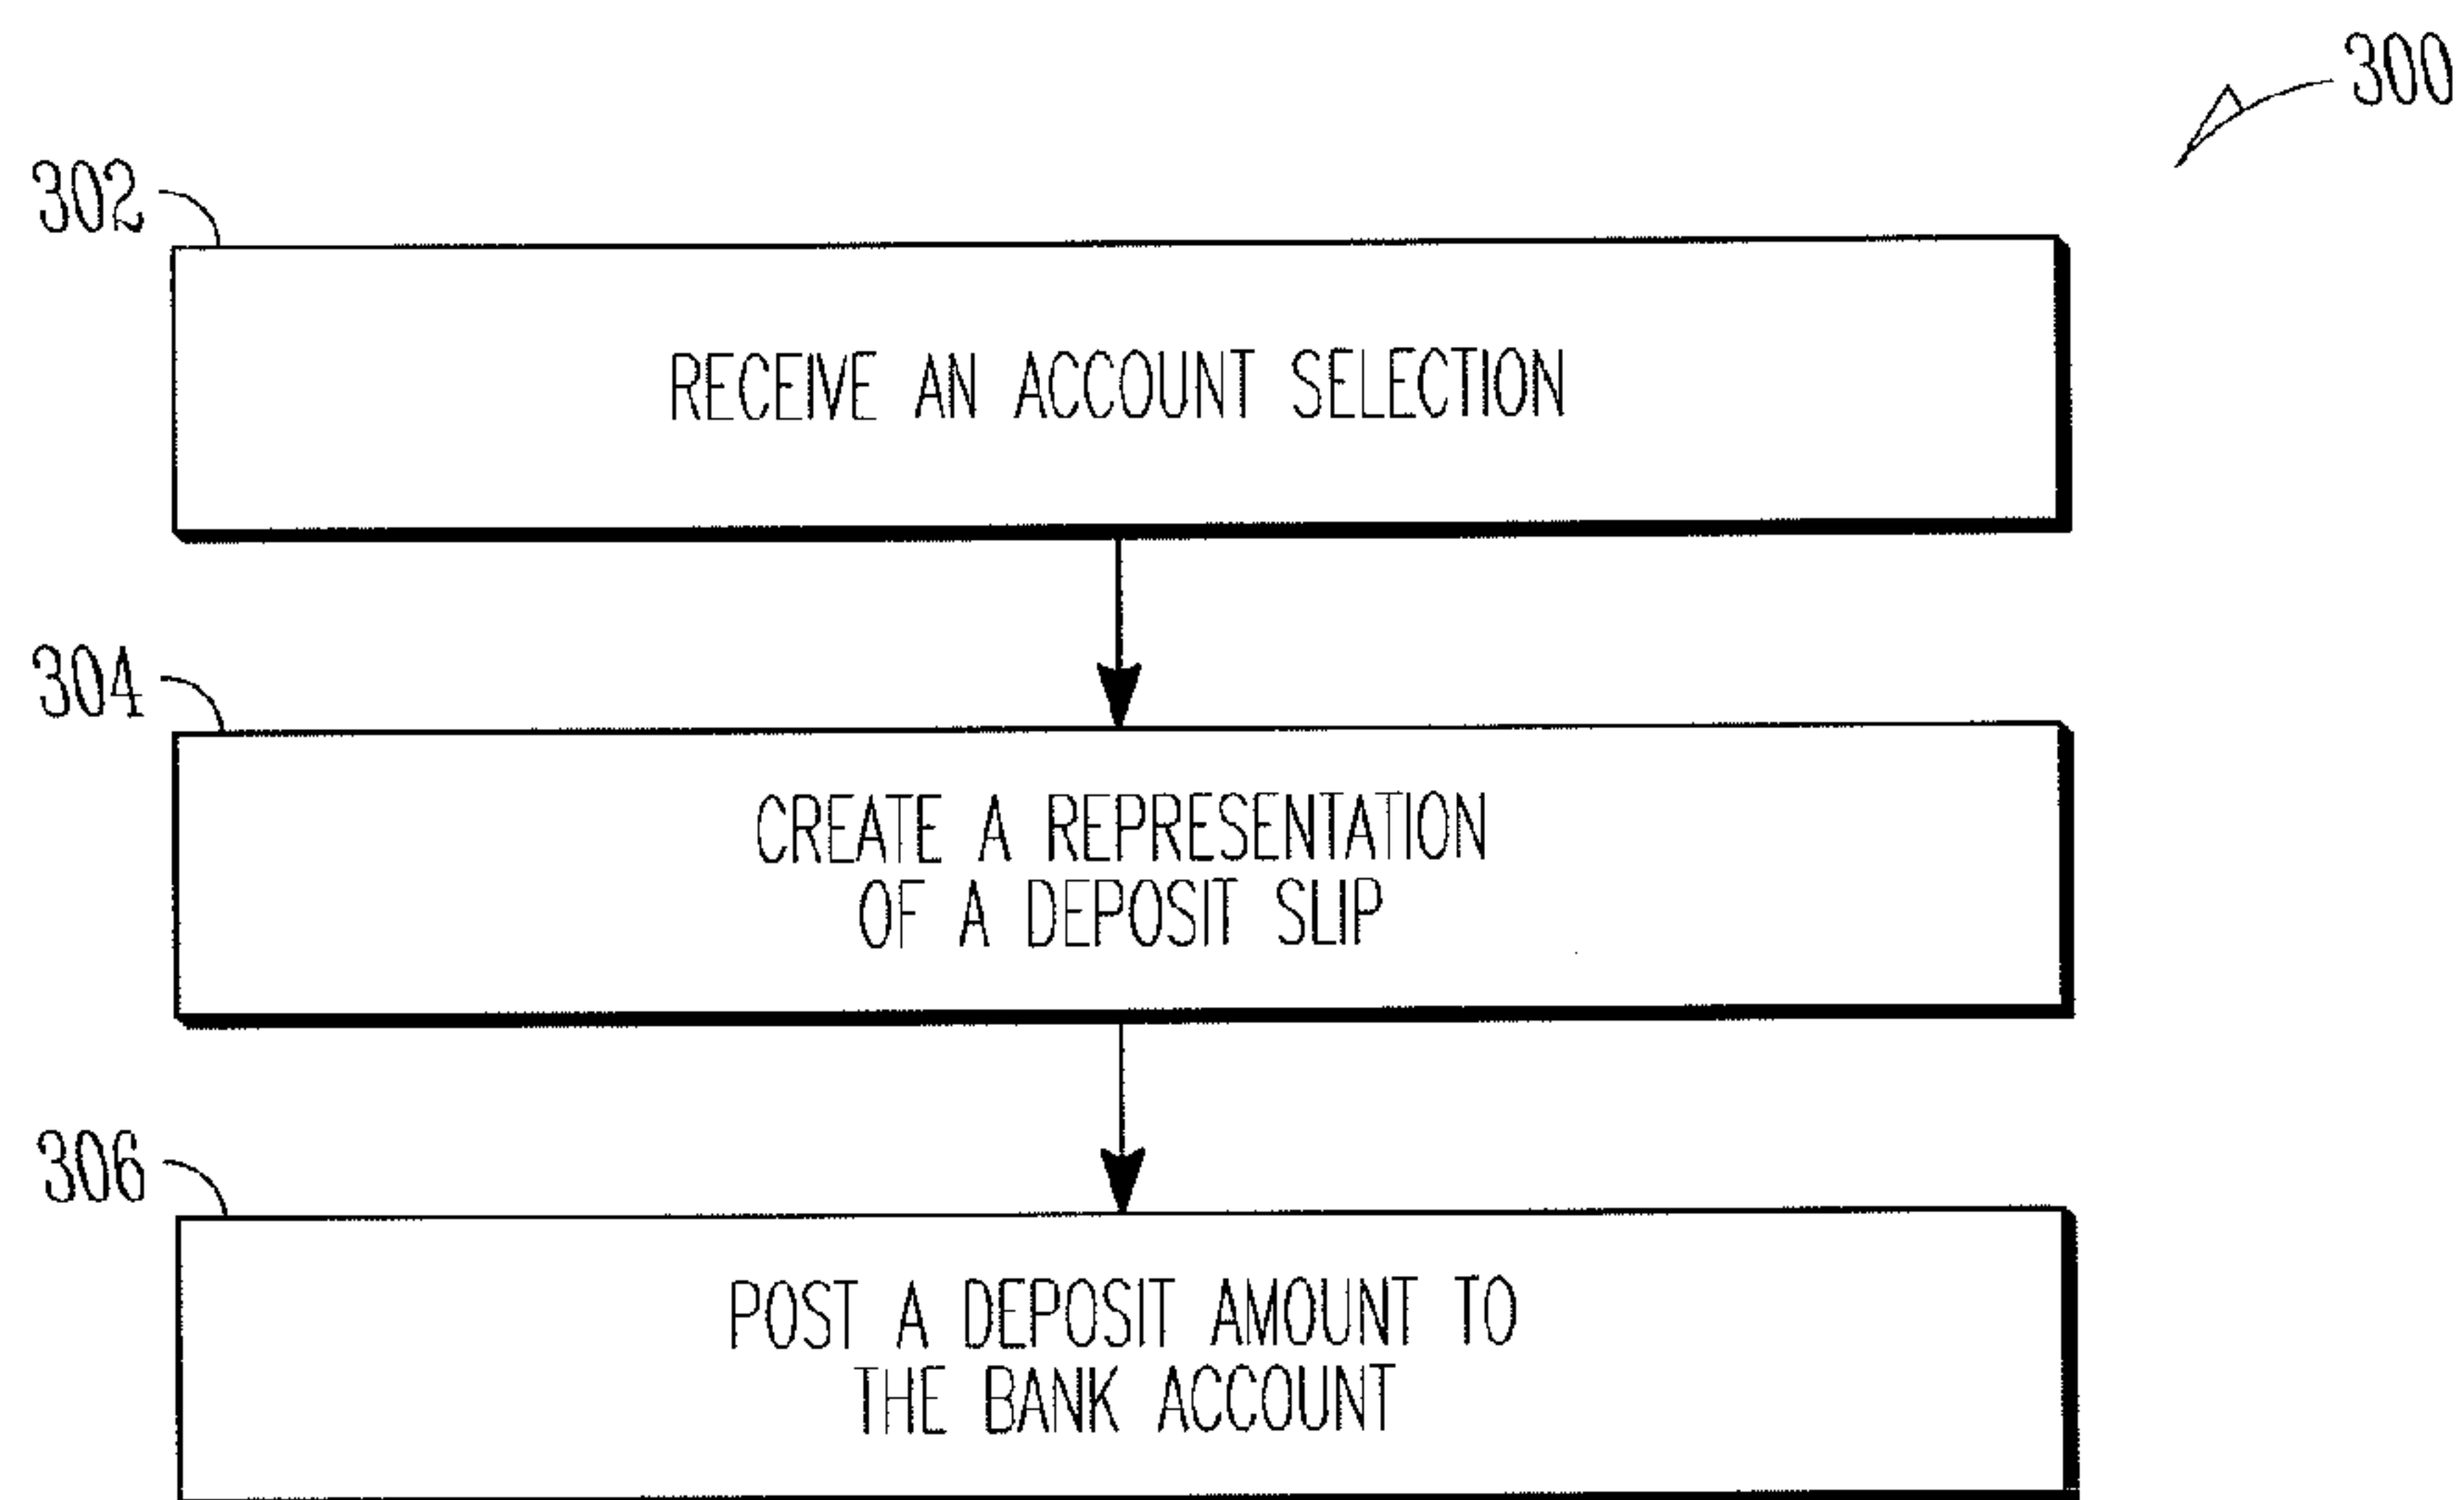 300
302
RECEIVE AN ACCOUNT SELECTION
304
CREATE A REPRESENTATION
OF A DEPOSIT SLIP
306
POST A DEPOSIT AMOUNT TO
THE BANK ACCOUNT